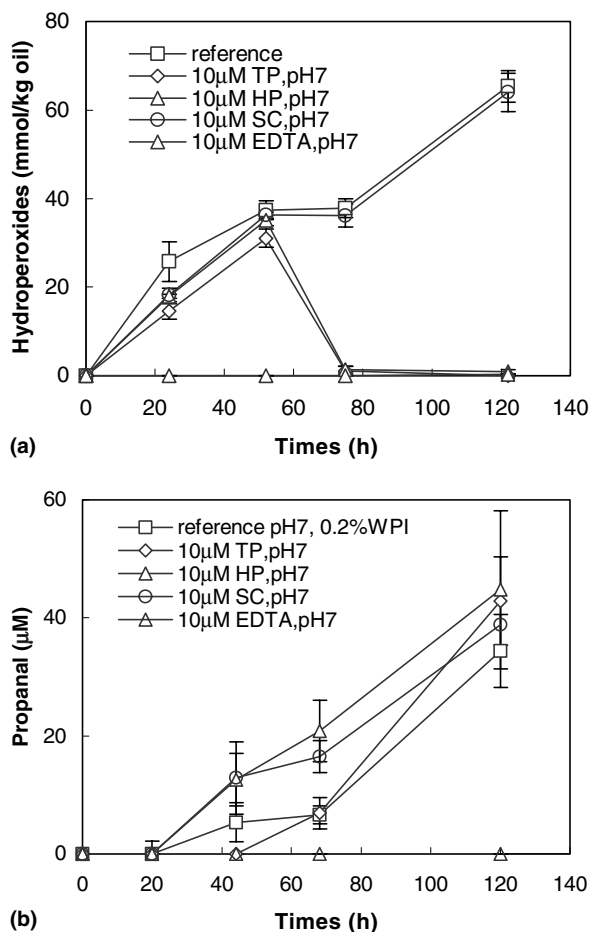 80
60
40
20
0
Hydroperoxides (mmol/kg oil)
reference
10μM TP,pH7
10μM HP,pH7
10μM SC,pH7
10μM EDTA,pH7
0 20 40 60 80 100 120 140
(a) Times (h)
60
40
20
0
Propanal (μM)
reference pH7, 0.2%WPI
10μM TP,pH7
10μM HP,pH7
10μM SC,pH7
10μM EDTA,pH7
0 20 40 60 80 100 120 140
(b) Times (h)